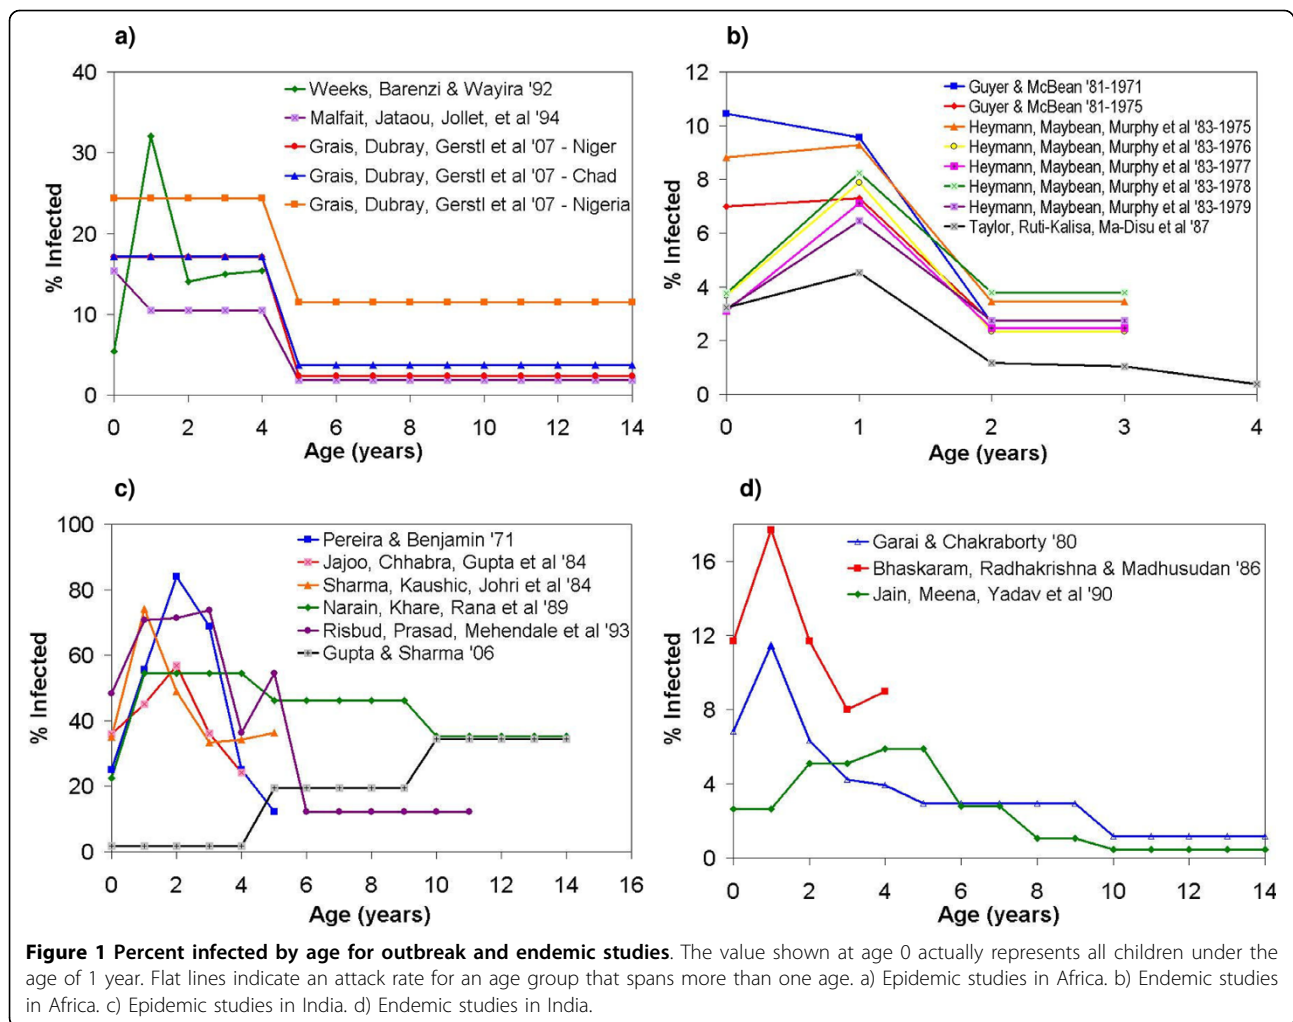 a)
40
30
20
10
0
% Infected
0 2 4 6 8 10 12 14
Age (years)
Weeks, Barenzi & Wayira '92
Malfait, Jataou, Jollet, et al '94
Grais, Dubray, Gerstl et al '07 - Niger
Grais, Dubray, Gerstl et al '07 - Chad
Grais, Dubray, Gerstl et al '07 - Nigeria
b)
12
10
8
6
4
2
0
% Infected
0 1 2 3 4
Age (years)
Guyer & McBean '81-1971
Guyer & McBean '81-1975
Heymann, Maybean, Murphy et al '83-1975
Heymann, Maybean, Murphy et al '83-1976
Heymann, Maybean, Murphy et al '83-1977
Heymann, Maybean, Murphy et al '83-1978
Heymann, Maybean, Murphy et al '83-1979
Taylor, Ruti-Kalisa, Ma-Disu et al '87
c)
100
80
60
40
20
0
% Infected
0 2 4 6 8 10 12 14 16
Age (years)
Pereira & Benjamin '71
Jajoo, Chhabra, Gupta et al '84
Sharma, Kaushic, Johri et al '84
Narain, Khare, Rana et al '89
Risbud, Prasad, Mehendale et al '93
Gupta & Sharma '06
d)
16
12
8
4
0
% Infected
0 2 4 6 8 10 12 14
Age (years)
Garai & Chakraborty '80
Bhaskaram, Radhakrishna & Madhusudan '86
Jain, Meena, Yadav et al '90
Figure 1 Percent infected by age for outbreak and endemic studies. The value shown at age 0 actually represents all children under the
age of 1 year. Flat lines indicate an attack rate for an age group that spans more than one age. a) Epidemic studies in Africa. b) Endemic studies
in Africa. c) Epidemic studies in India. d) Endemic studies in India.